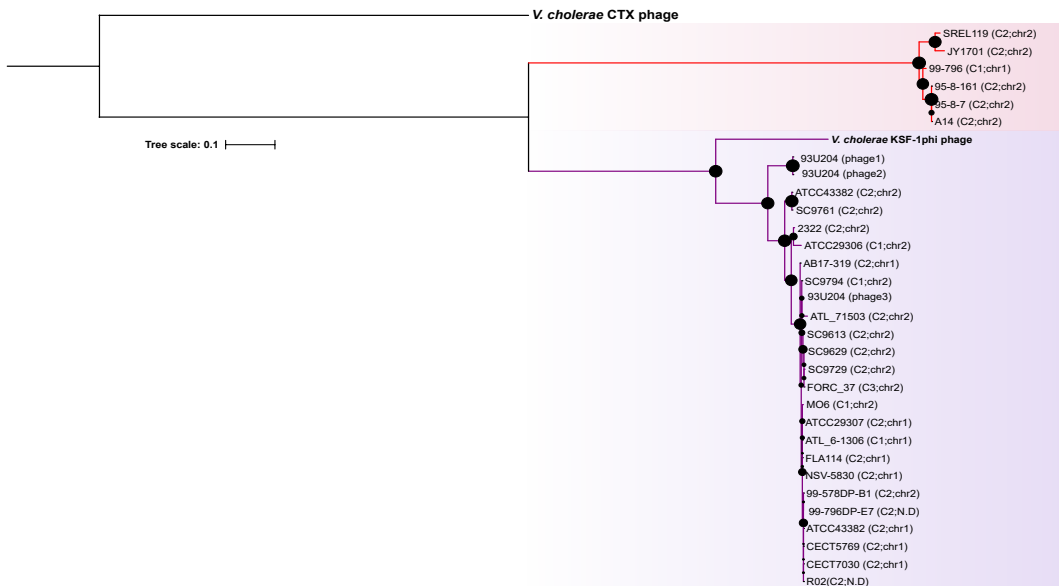 V. cholerae CTX phage
SREL119 (C2;chr2)
JY1701 (C2;chr2)
99-796 (C1;chr1)
95-8-161 (C2;chr2)
95-8-7 (C2;chr2)
A14 (C2;chr2)
V. cholerae KSF-1phi phage
Tree scale: 0.1
93U204 (phage1)
93U204 (phage2)
ATCC43382 (C2;chr2)
SC9761 (C2;chr2)
2322 (C2;chr2)
ATCC29306 (C1;chr2)
AB17-319 (C2;chr1)
SC9794 (C1;chr2)
93U204 (phage3)
ATL_71503 (C2;chr2)
SC9613 (C2;chr2)
SC9629 (C2;chr2)
SC9729 (C2;chr2)
FORC_37 (C3;chr2)
MO6 (C1;chr2)
ATCC29307 (C2;chr1)
ATL_6-1306 (C1;chr1)
FLA114 (C2;chr1)
NSV-5830 (C2;chr1)
99-578DP-B1 (C2;chr2)
99-796DP-E7 (C2;N.D)
ATCC43382 (C2;chr1)
CECT5769 (C2;chr1)
CECT7030 (C2;chr1)
R02(C2;N.D)